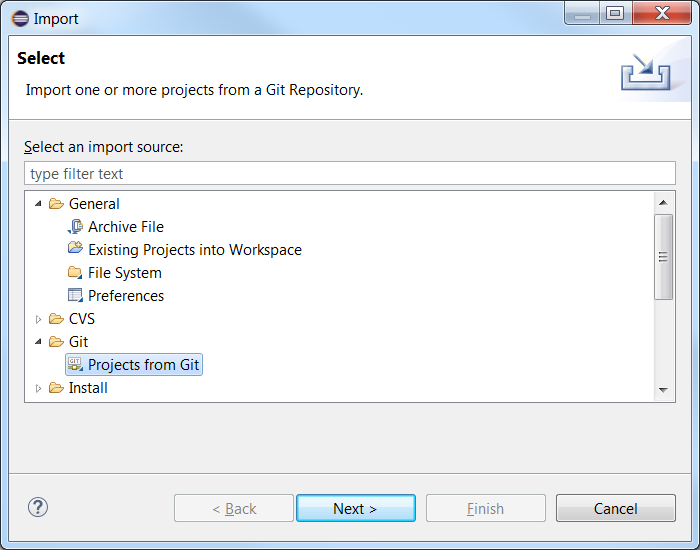 Import
Select
Import one or more projects from a Git Repository.
Select an import source:
type filter text
General
Archive File
Existing Projects into Workspace
File System
Preferences
CVS
Git
GIT Projects from Git
Install
? < Back Next > Finish Cancel